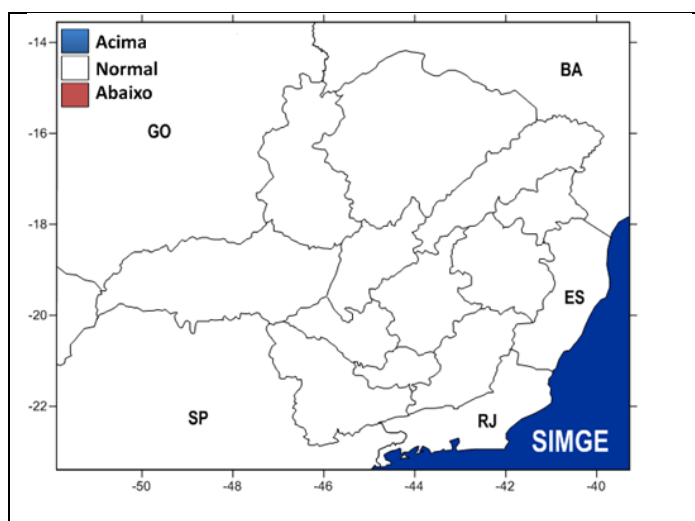 Acima
Normal
Abaixo
-14
-16
-18
-20
-22
BA
GO
ES
SP
RJ
SIMGE
-50
-48
-46
-44
-42
-40